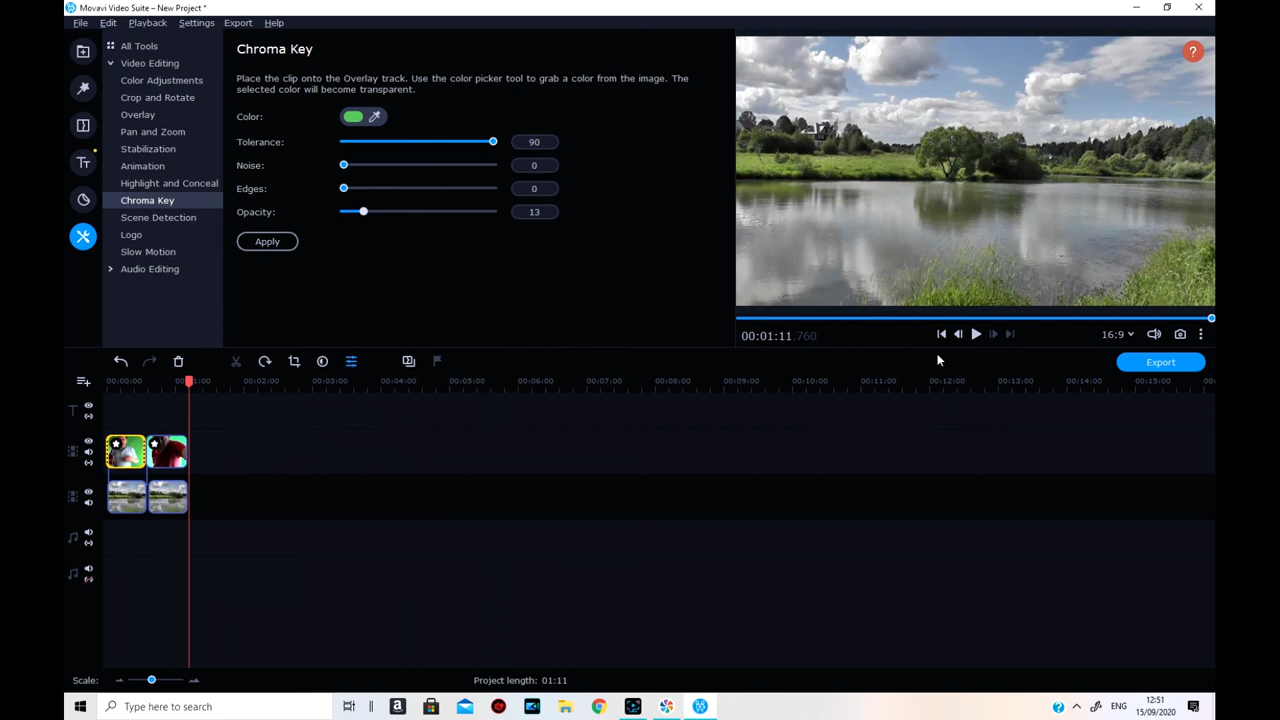 Movavi Video Suite – New Project *
File Edit Playback Settings Export Help
All Tools
Video Editing
Color Adjustments
Crop and Rotate
Overlay
Pan and Zoom
Stabilization
Animation
Highlight and Conceal
Chroma Key
Scene Detection
Logo
Slow Motion
Audio Editing
Chroma Key
Place the clip onto the Overlay track. Use the color picker tool to grab a color from the image. The
selected color will become transparent.
Color:
Tolerance: 90
Noise: 0
Edges: 0
Opacity: 13
Apply
?
00:01:11.760
16:9
Export
00:00:00 00:01:00 00:02:00 00:03:00 00:04:00 00:05:00 00:06:00 00:07:00 00:08:00 00:09:00 00:10:00 00:11:00 00:12:00 00:13:00 00:14:00 00:15:00
Scale:
Project length: 01:11
Type here to search
ENG
12:51
15/09/2020